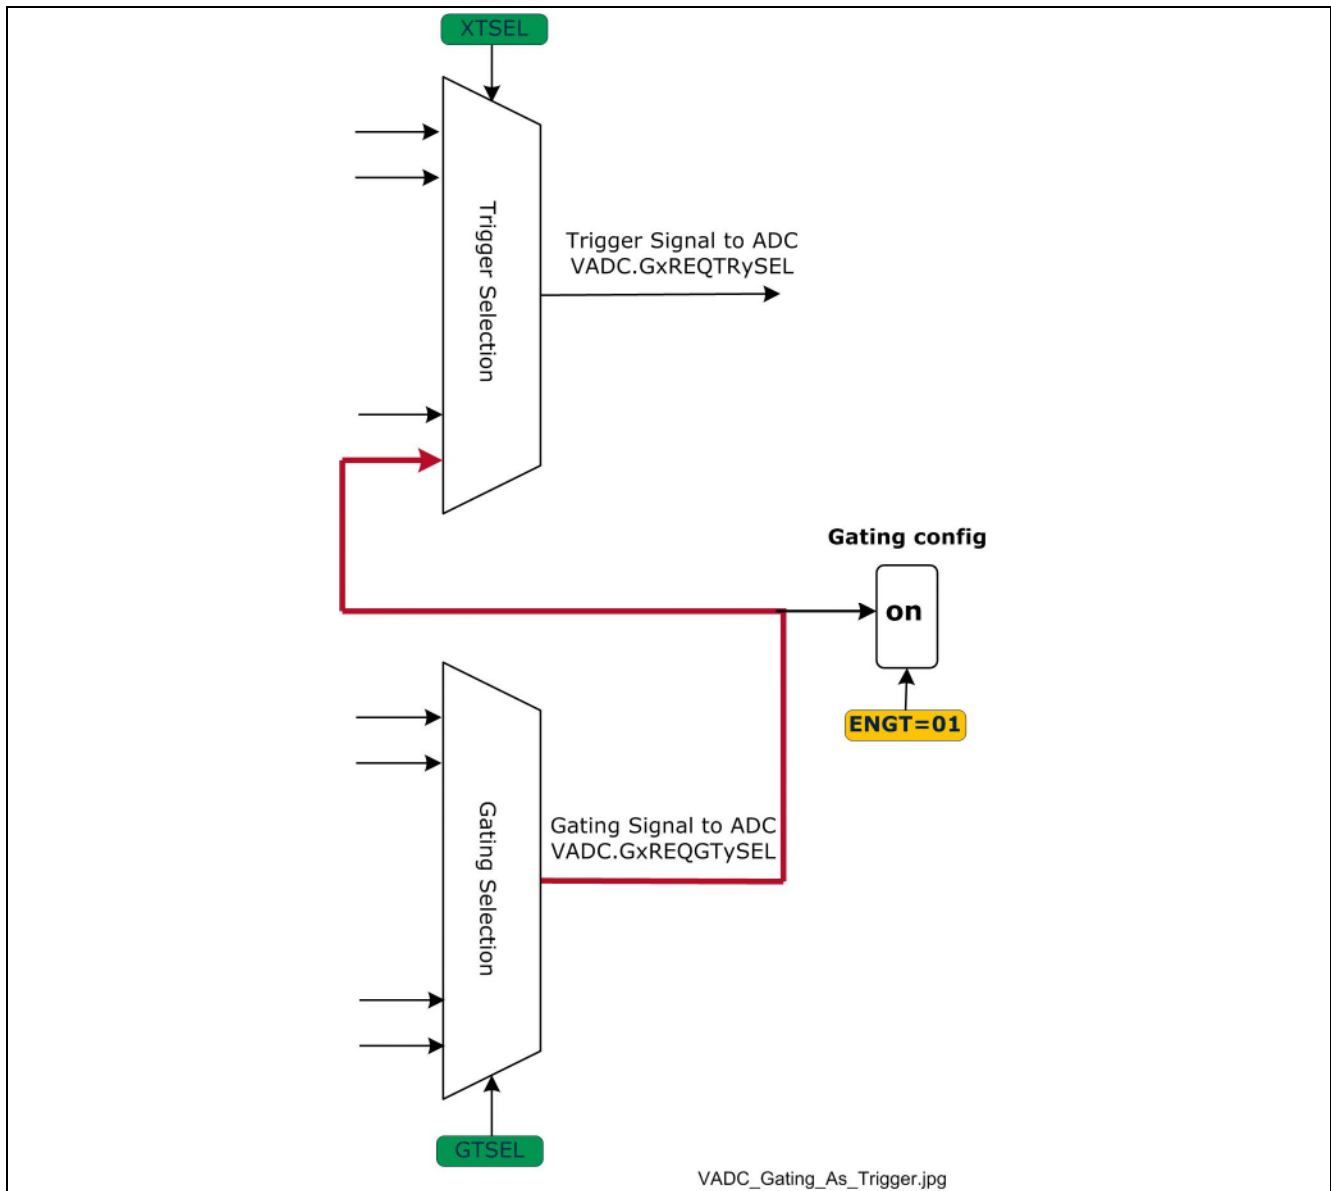 XTSEL
Trigger Selection
Trigger Signal to ADC
VADC.GxREQTRySEL
Gating config
on
ENGT=01
Gating Selection
Gating Signal to ADC
VADC.GxREQGTySEL
GTSEL
VADC_Gating_As_Trigger.jpg